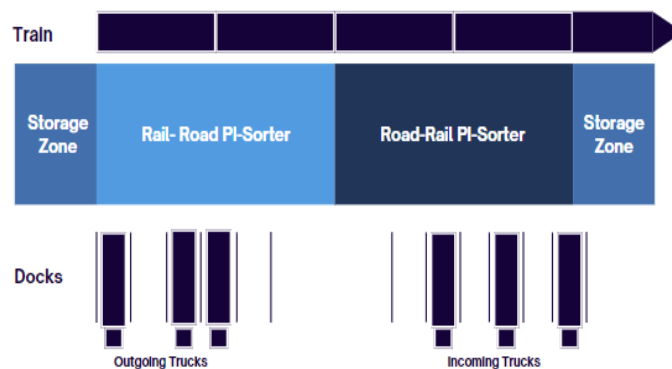 Train
Storage
Zone
Rail- Road PI-Sorter
Road-Rail PI-Sorter
Storage
Zone
Docks
Outgoing Trucks
Incoming Trucks